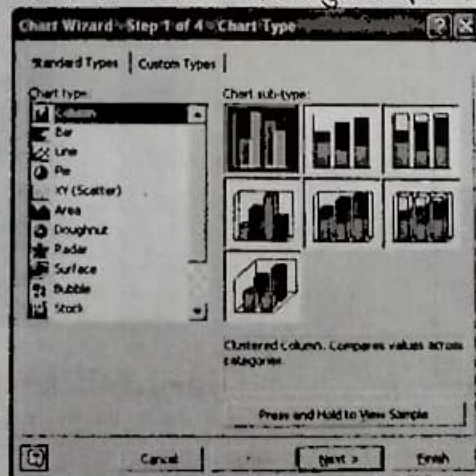 Chart Wizard - Step 1 of 4 - Chart Type
Standard Types
Custom Types
Chart type:
Column
Bar
Line
Pie
XY (Scatter)
Area
Doughnut
Radar
Surface
Bubble
Stock
Chart sub-type:
Clustered Column. Compares values across
categories.
Press and Hold to View Sample
Cancel
Next >
Finish